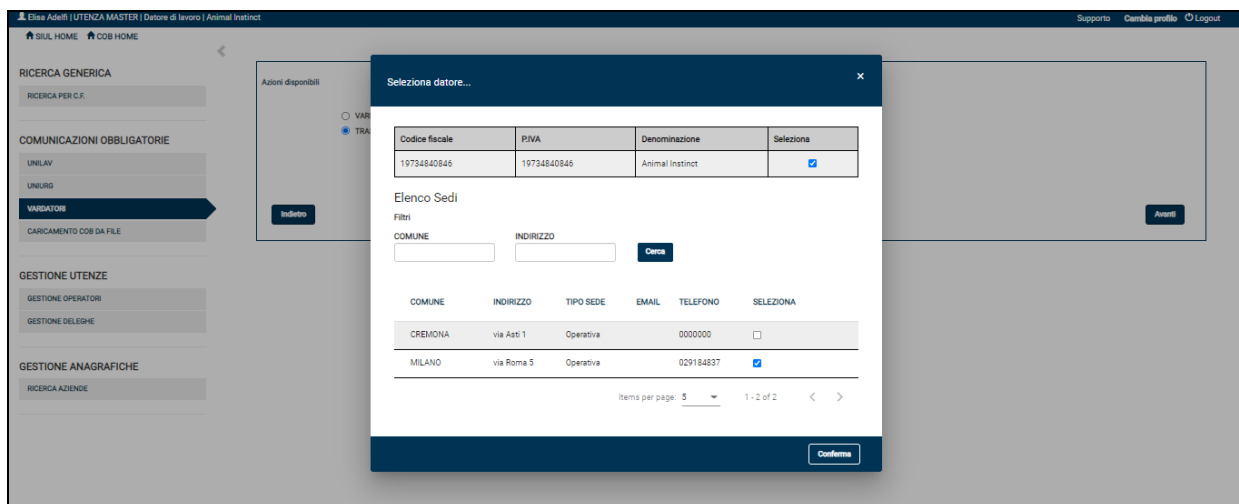 Elisa Adelfi | UTENZA MASTER | Datore di lavoro | Animal Instinct Supporto Cambia profilo Logout
SIUL HOME COB HOME
RICERCA GENERICA
RICERCA PER C.F.
COMUNICAZIONI OBBLIGATORIE
UNILAV
UNIURG
VARDATORI
CARICAMENTO COB DA FILE
GESTIONE UTENZE
GESTIONE OPERATORI
GESTIONE DELEGHE
GESTIONE ANAGRAFICHE
RICERCA AZIENDE
Azioni disponibili
VAR
TRA
Indietro
Avanti
Seleziona datore... ×
Codice fiscale P.IVA Denominazione Seleziona
19734840846 19734840846 Animal Instinct
Elenco Sedi
Filtri
COMUNE INDIRIZZO
Cerca
COMUNE INDIRIZZO TIPO SEDE EMAIL TELEFONO SELEZIONA
CREMONA via Asti 1 Operativa 0000000
MILANO via Roma 5 Operativa 029184837
Items per page: 5 1 - 2 of 2
Conferma